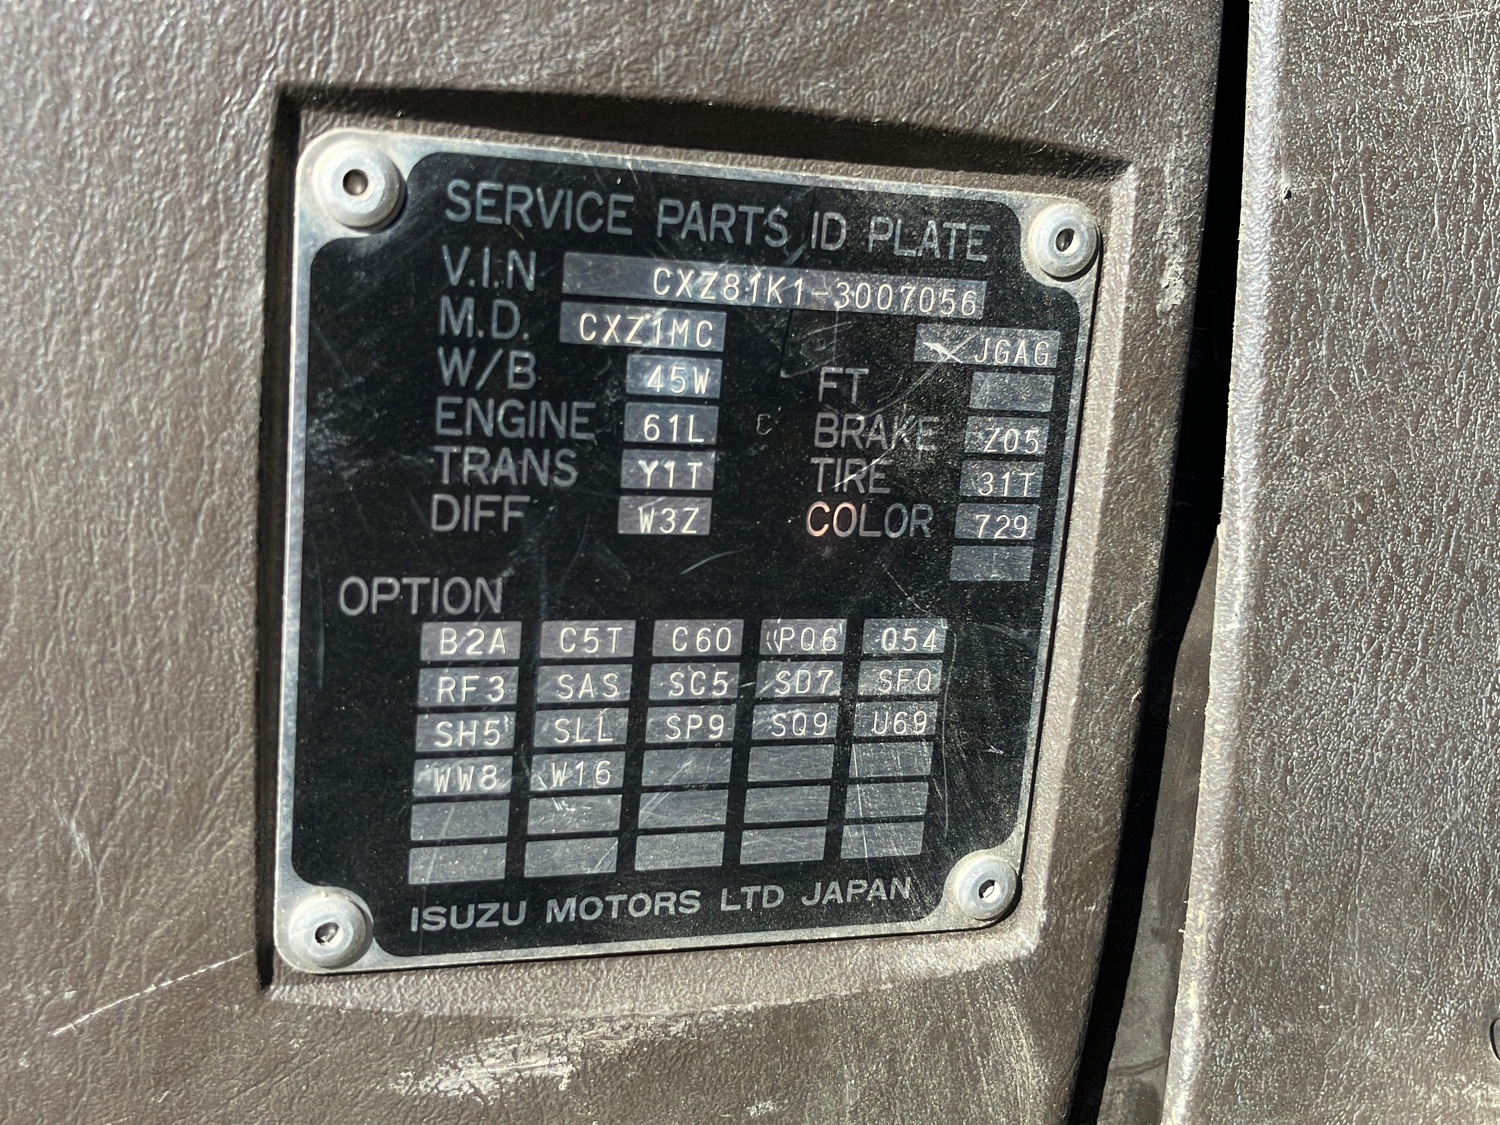 SERVICE PARTS ID PLATE
V.I.N CXZ81K1-3007056
M.D. CXZ1MC JGAG
W/B 45W FT
ENGINE 61L BRAKE Z05
TRANS Y1T TIRE 31T
DIFF W3Z COLOR 729
OPTION
B2A C5T C60 PQ6 Q54
RF3 SAS SC5 SD7 SFQ
SH5 SLL SP9 SQ9 U69
WW8 W16
ISUZU MOTORS LTD JAPAN